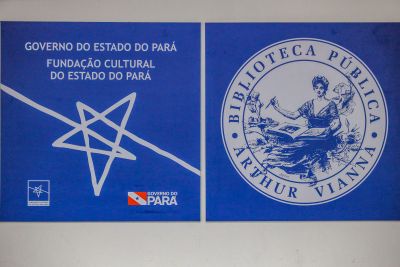 GOVERNO DO ESTADO DO PARÁ
FUNDAÇÃO CULTURAL
DO ESTADO DO PARÁ
GOVERNO DO
PARÁ
BIBLIOTECA PÚBLICA
ARTHUR VIANNA